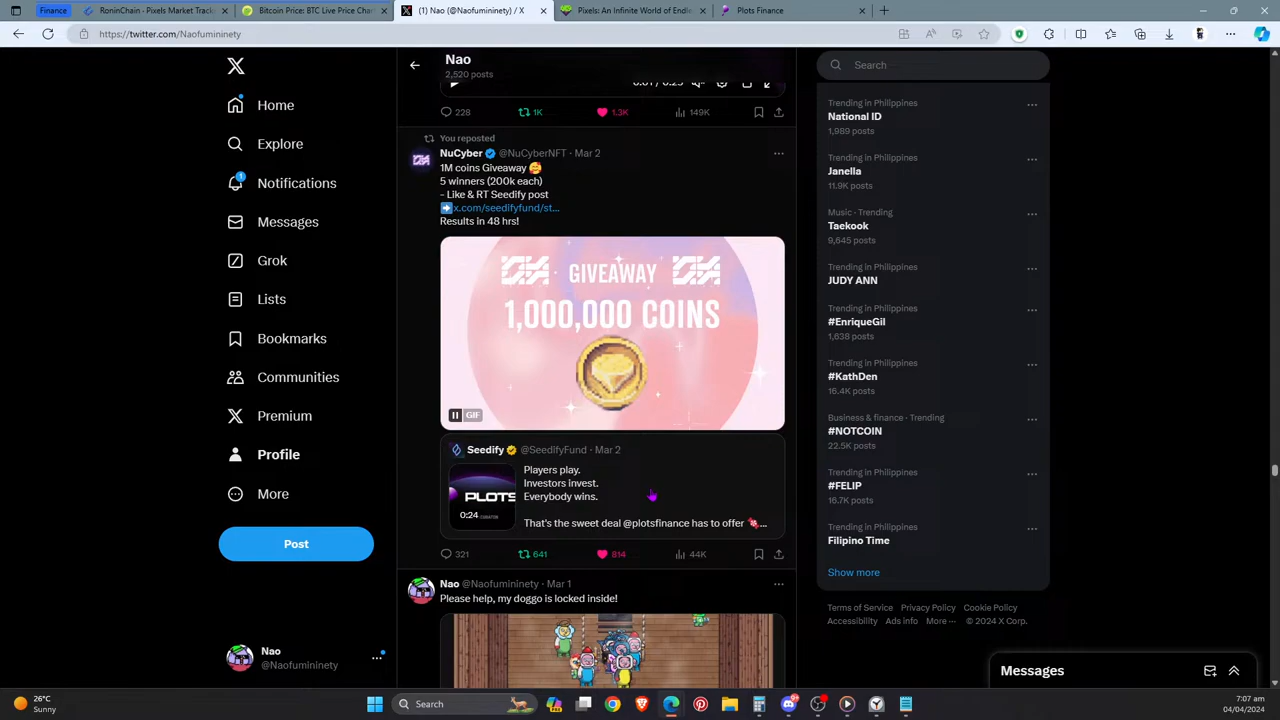 Finance
RoninChain - Pixels Market Track
Bitcoin Price: BTC Live Price Char
(1) Nao (@Naofumininety) / X
Pixels: An Infinite World of Endle
Plots Finance
https://twitter.com/Naofumininety
Nao
2,520 posts
228
1K
1.3K
149K
You reposted
NuCyber @NuCyberNFT · Mar 2
1M coins Giveaway 🥰
5 winners (200k each)
- Like & RT Seedify post
➡️x.com/seedifyfund/st...
Results in 48 hrs!
GIVEAWAY
1,000,000 COINS
GIF
Seedify @SeedifyFund · Mar 2
Players play.
Investors invest.
Everybody wins.
PLOTS
0:24
That's the sweet deal @plotsfinance has to offer 🍬...
321
641
814
44K
Nao @Naofumininety · Mar 1
Please help, my doggo is locked inside!
Home
Explore
1
Notifications
Messages
Grok
Lists
Bookmarks
Communities
Premium
Profile
More
Post
Nao
@Naofumininety
Search
Trending in Philippines
National ID
1,989 posts
Trending in Philippines
Janella
11.9K posts
Music · Trending
Taekook
9,645 posts
Trending in Philippines
JUDY ANN
Trending in Philippines
#EnriqueGil
1,638 posts
Trending in Philippines
#KathDen
16.4K posts
Business & finance · Trending
#NOTCOIN
22.5K posts
Trending in Philippines
#FELIP
16.7K posts
Trending in Philippines
Filipino Time
Show more
Terms of Service Privacy Policy Cookie Policy
Accessibility Ads info More ··· © 2024 X Corp.
Messages
26°C
Sunny
Search
7:07 am
04/04/2024